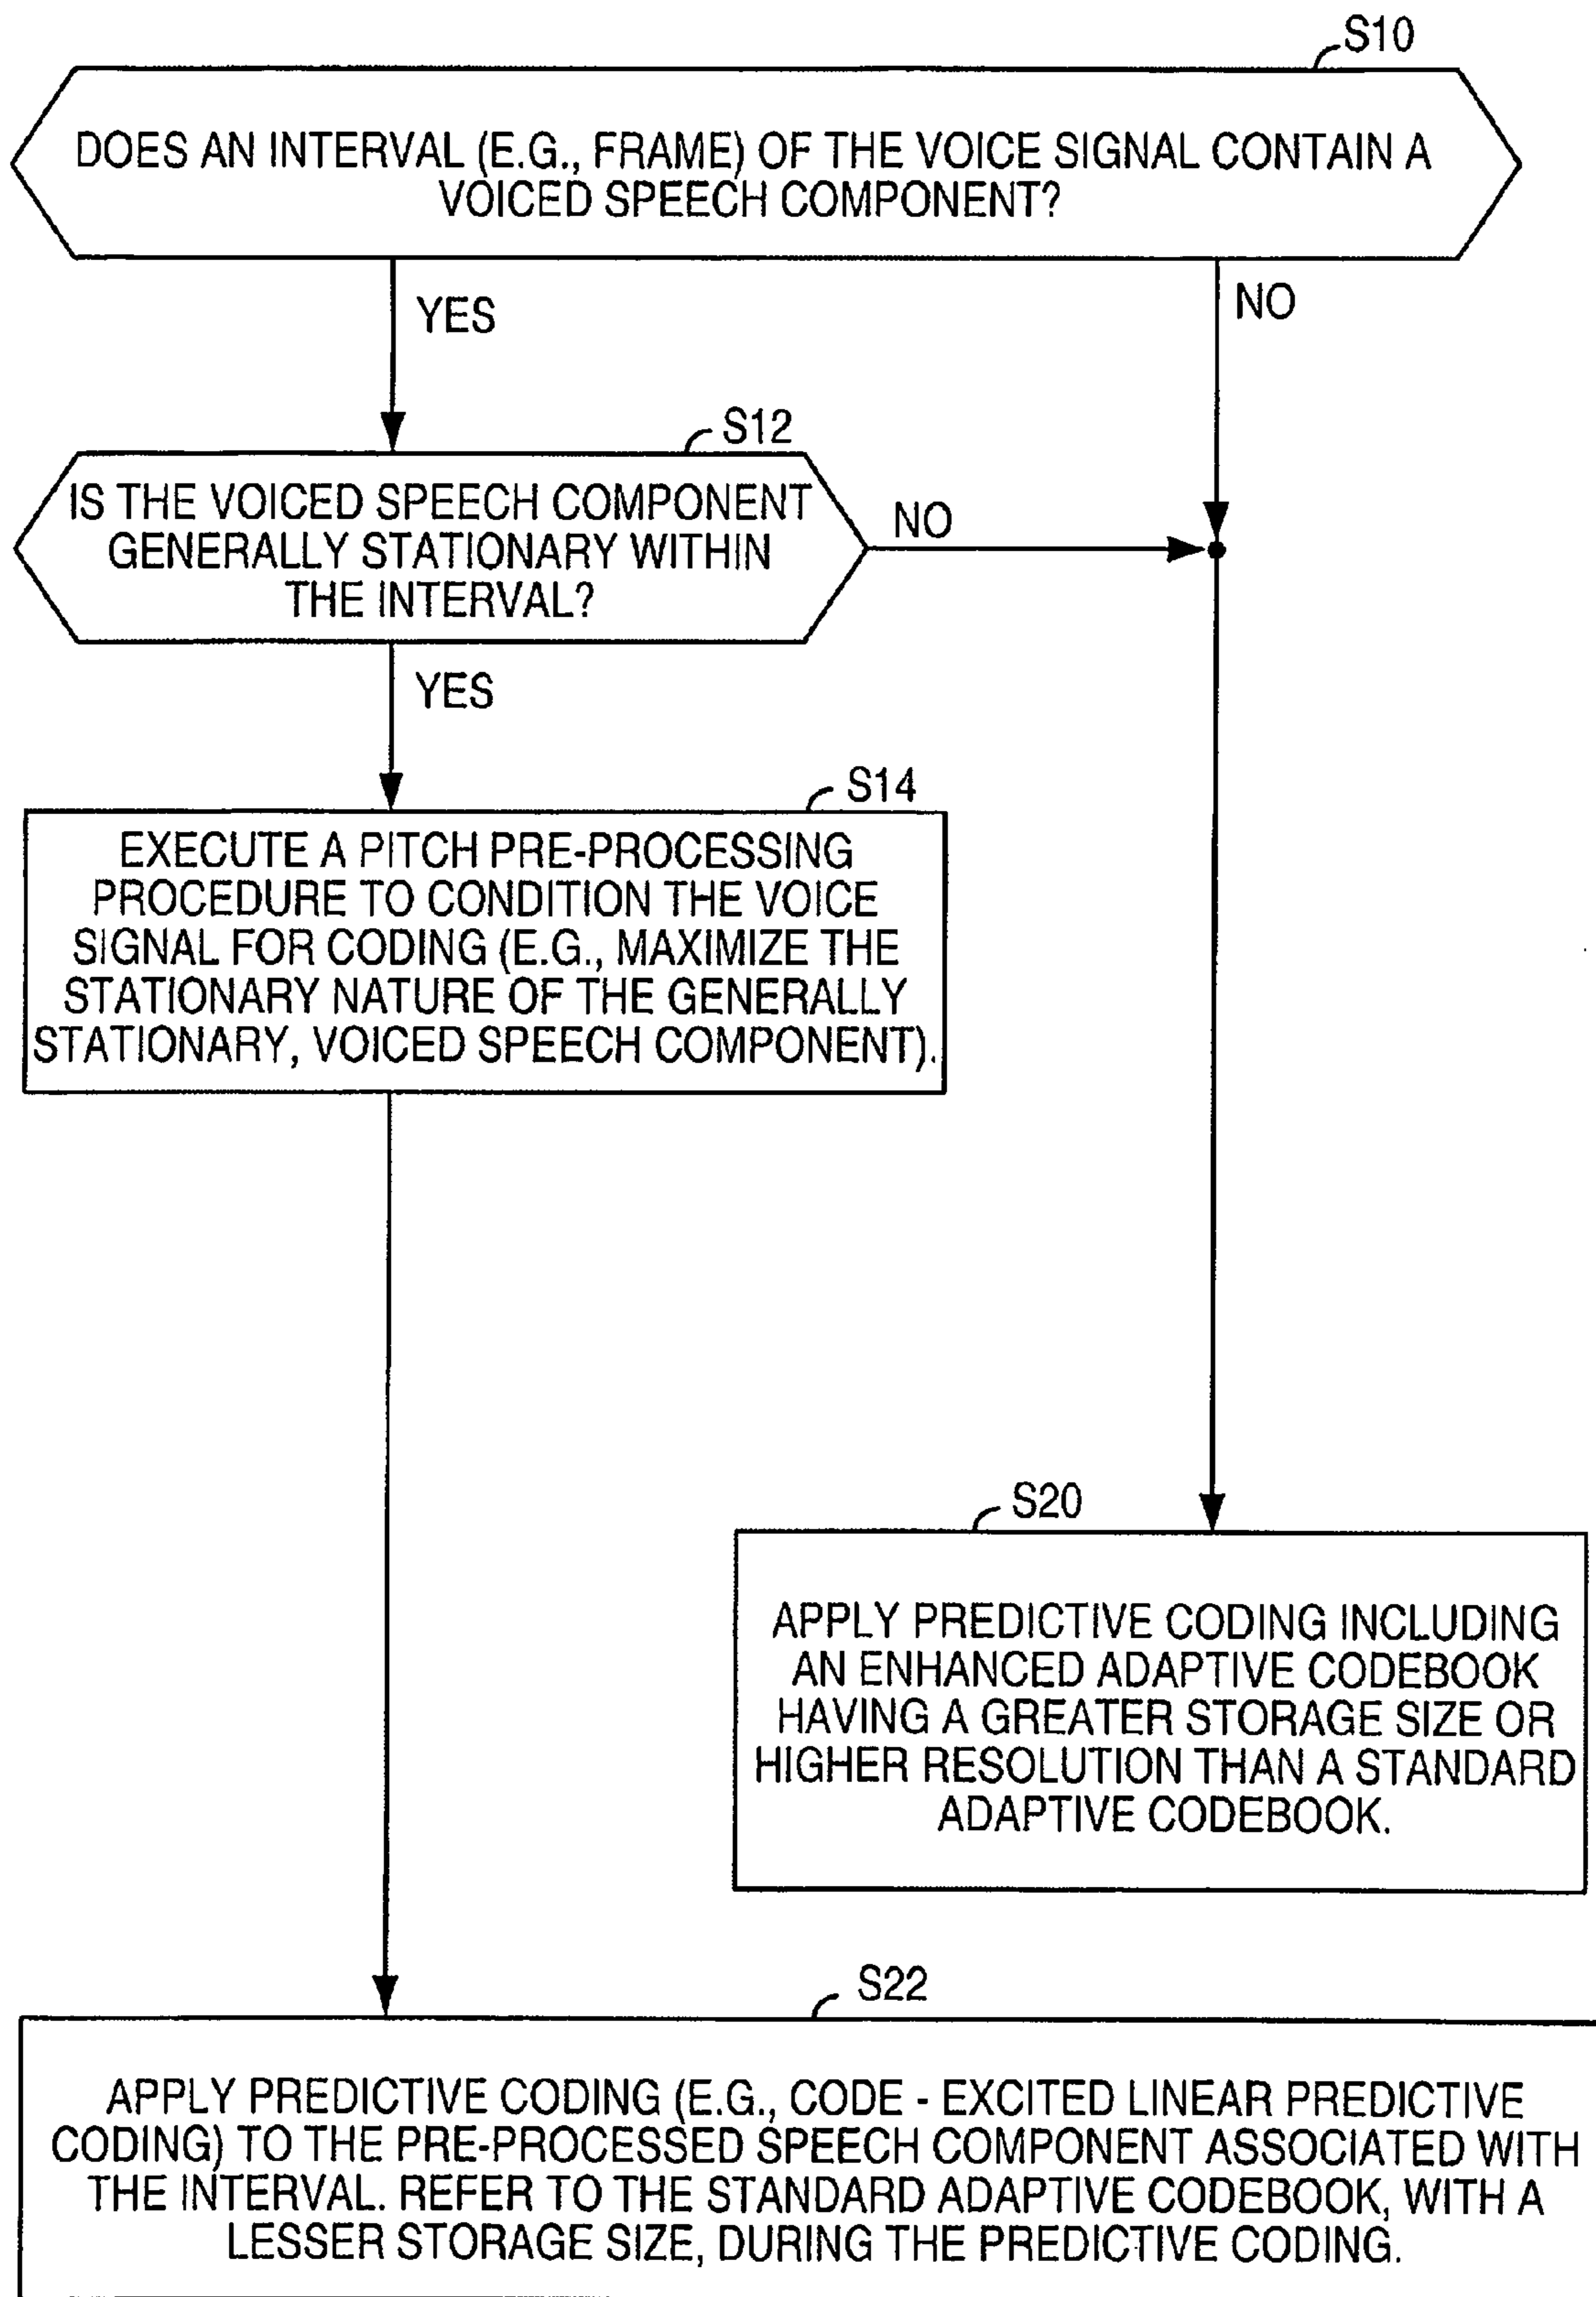 S10
DOES AN INTERVAL (E.G., FRAME) OF THE VOICE SIGNAL CONTAIN A
VOICED SPEECH COMPONENT?
YES
NO
S12
IS THE VOICED SPEECH COMPONENT
GENERALLY STATIONARY WITHIN
THE INTERVAL?
NO
YES
S14
EXECUTE A PITCH PRE-PROCESSING
PROCEDURE TO CONDITION THE VOICE
SIGNAL FOR CODING (E.G., MAXIMIZE THE
STATIONARY NATURE OF THE GENERALLY
STATIONARY, VOICED SPEECH COMPONENT).
S20
APPLY PREDICTIVE CODING INCLUDING
AN ENHANCED ADAPTIVE CODEBOOK
HAVING A GREATER STORAGE SIZE OR
HIGHER RESOLUTION THAN A STANDARD
ADAPTIVE CODEBOOK.
S22
APPLY PREDICTIVE CODING (E.G., CODE - EXCITED LINEAR PREDICTIVE
CODING) TO THE PRE-PROCESSED SPEECH COMPONENT ASSOCIATED WITH
THE INTERVAL. REFER TO THE STANDARD ADAPTIVE CODEBOOK, WITH A
LESSER STORAGE SIZE, DURING THE PREDICTIVE CODING.